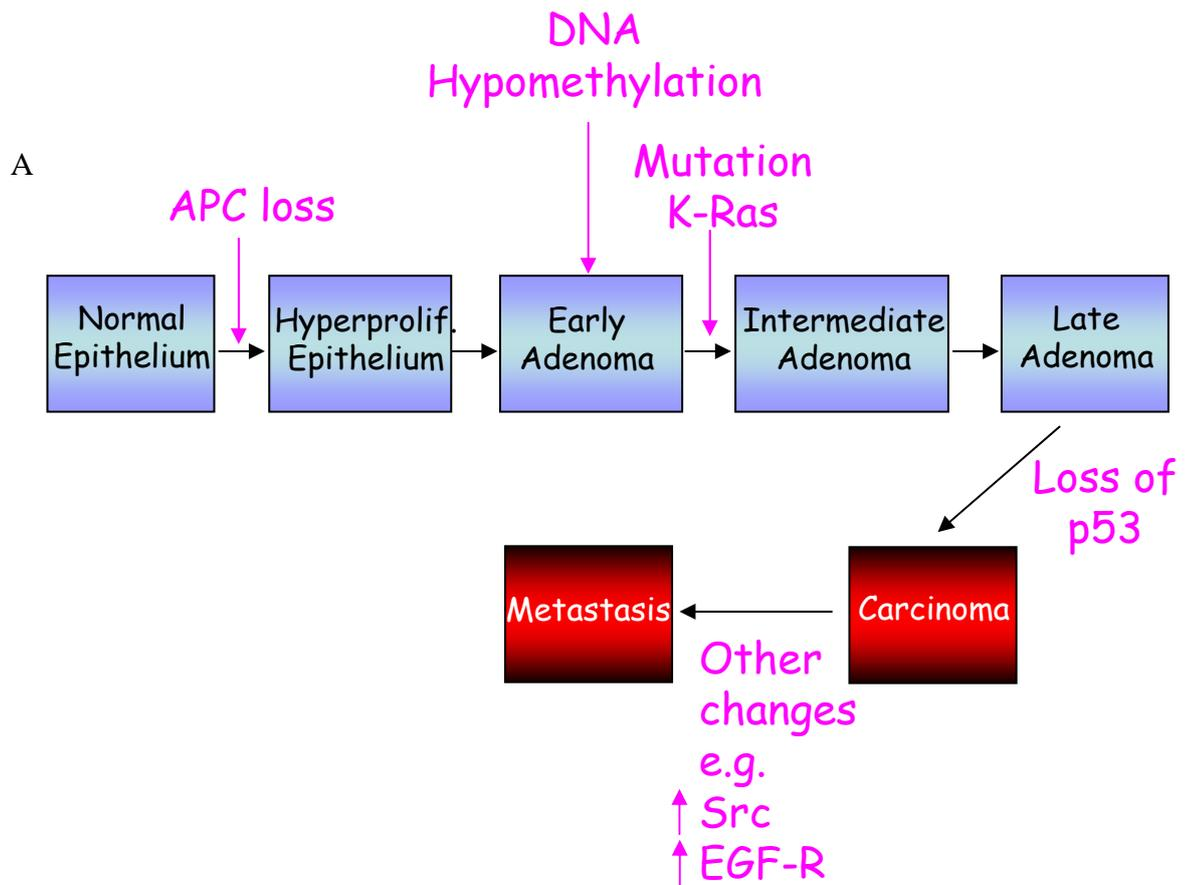 DNA
Hypomethylation
A
Mutation
K-Ras
APC loss
Normal
Epithelium
Hyperprolif.
Epithelium
Early
Adenoma
Intermediate
Adenoma
Late
Adenoma
Loss of
p53
Metastasis
Carcinoma
Other
changes
e.g.
Src
EGF-R